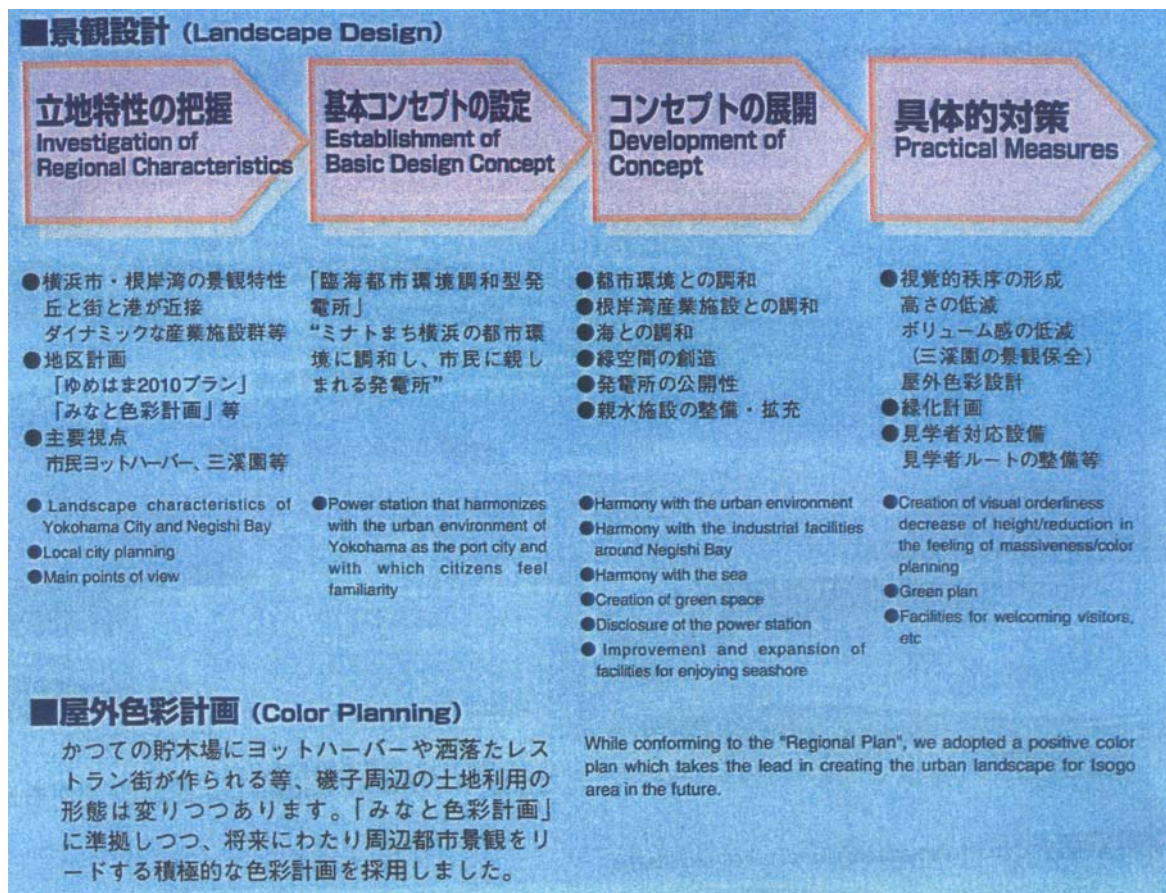 ■景観設計 (Landscape Design)
立地特性の把握
Investigation of
Regional Characteristics
基本コンセプトの設定
Establishment of
Basic Design Concept
コンセプトの展開
Development of
Concept
具体的対策
Practical Measures
●横浜市・根岸湾の景観特性
丘と街と港が近接
ダイナミックな産業施設群等
●地区計画
「ゆめはま2010プラン」
「みなと色彩計画」等
●主要視点
市民ヨットハーバー、三溪園等
「臨海都市環境調和型発
電所」
“ミナトまち横浜の都市環
境に調和し、市民に親し
まれる発電所”
●都市環境との調和
●根岸湾産業施設との調和
●海との調和
●緑空間の創造
●発電所の公開性
●親水施設の整備・拡充
●視覚的秩序の形成
高さの低減
ボリューム感の低減
(三溪園の景観保全)
屋外色彩設計
●緑化計画
●見学者対応設備
見学者ルートの整備等
● Landscape characteristics of
Yokohama City and Negishi Bay
●Local city planning
●Main points of view
●Power station that harmonizes
with the urban environment of
Yokohama as the port city and
with which citizens feel
familiarity
●Harmony with the urban environment
●Harmony with the industrial facilities
around Negishi Bay
●Harmony with the sea
●Creation of green space
●Disclosure of the power station
● Improvement and expansion of
facilities for enjoying seashore
●Creation of visual orderliness
decrease of height/reduction in
the feeling of massiveness/color
planning
●Green plan
●Facilities for welcoming visitors,
etc
■屋外色彩計画 (Color Planning)
かつての貯木場にヨットハーバーや洒落たレス
トラン街が作られる等、磯子周辺の土地利用の
形態は変りつつあります。「みなと色彩計画」
に準拠しつつ、将来にわたり周辺都市景観をリ
ードする積極的な色彩計画を採用しました。
While conforming to the "Regional Plan", we adopted a positive color
plan which takes the lead in creating the urban landscape for Isogo
area in the future.